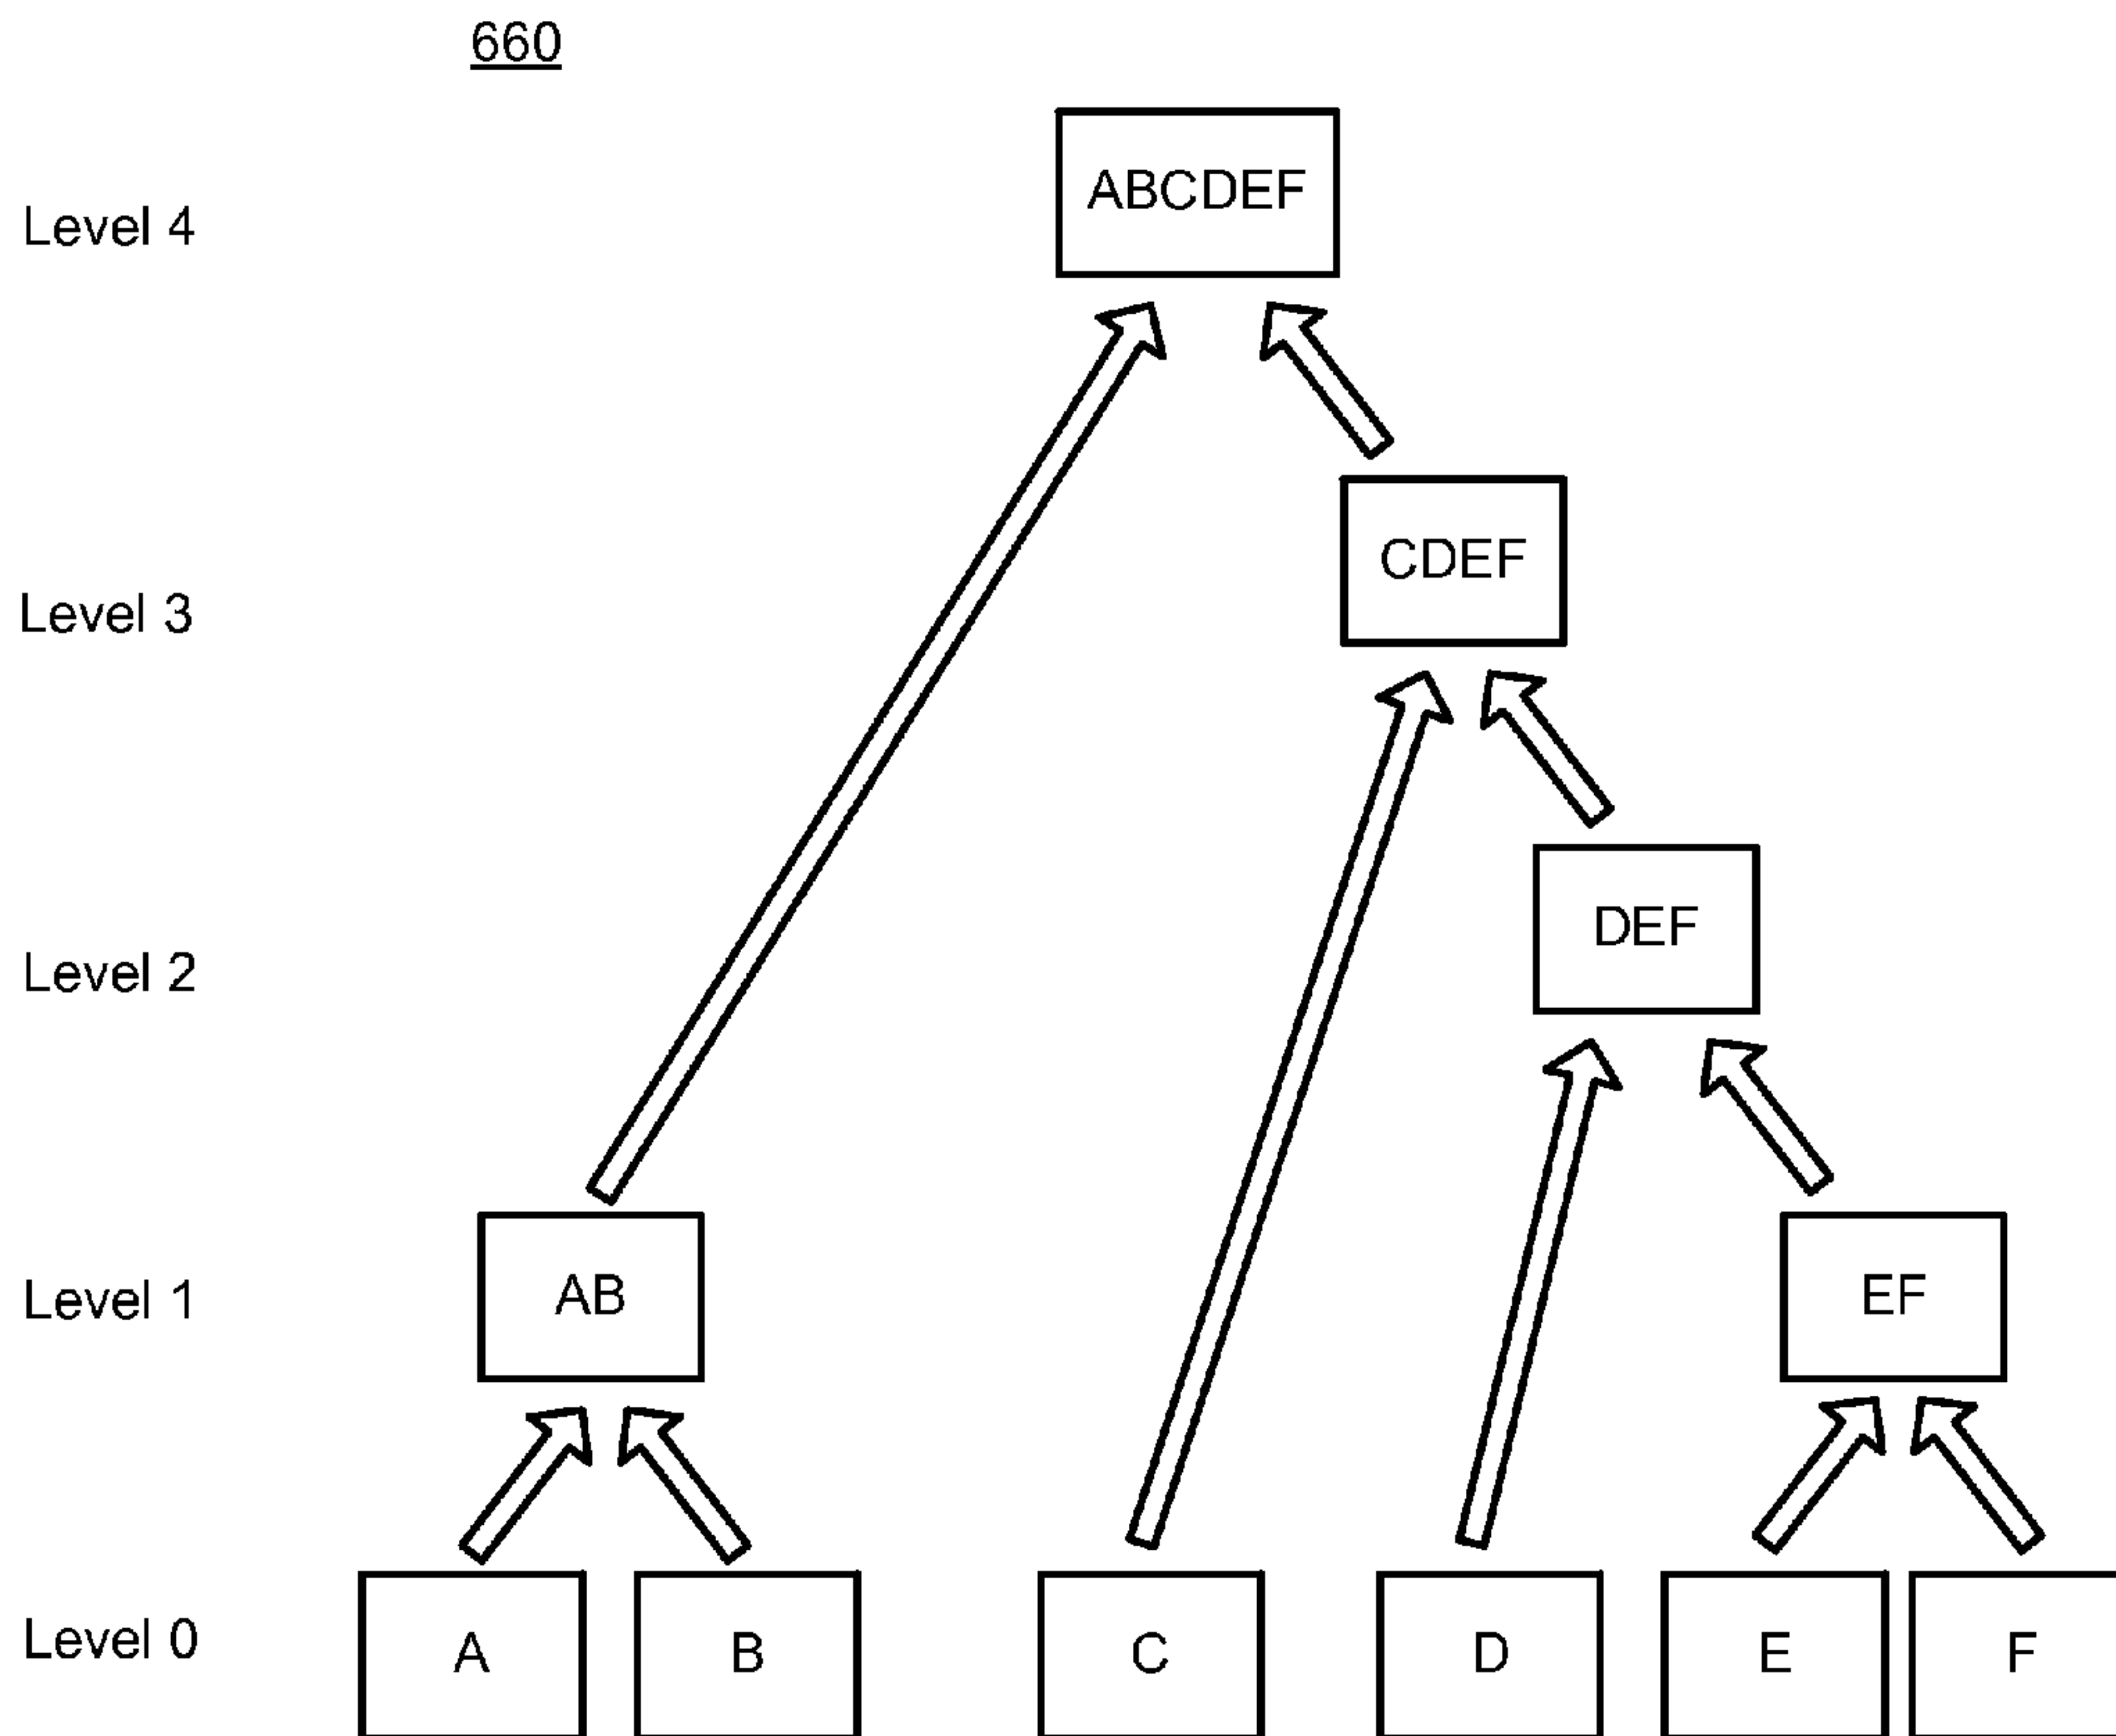 660
Level 4
ABCDEF
Level 3
CDEF
Level 2
DEF
Level 1
AB
EF
Level 0
A
B
C
D
E
F